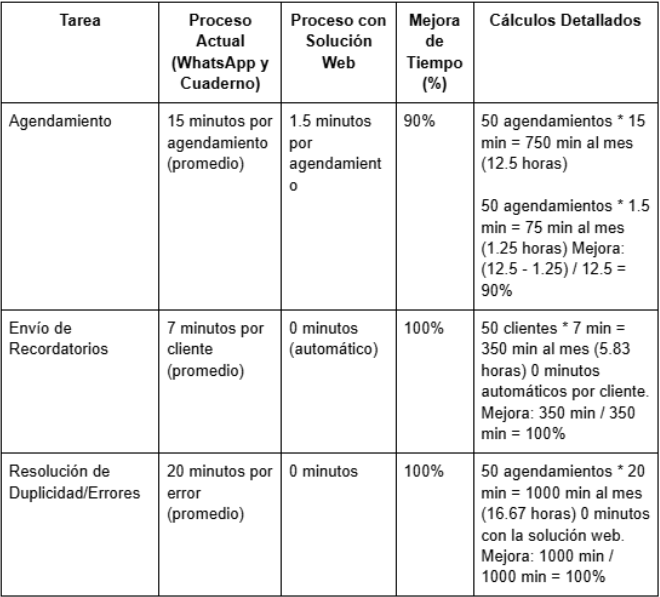 Tarea
Proceso
Actual
(WhatsApp y
Cuaderno)
Proceso con
Solución
Web
Mejora
de
Tiempo
(%)
Cálculos Detallados
Agendamiento
15 minutos por
agendamiento
(promedio)
1.5 minutos
por
agendamient
o
90%
50 agendamientos * 15
min = 750 min al mes
(12.5 horas)
50 agendamientos * 1.5
min = 75 min al mes
(1.25 horas) Mejora:
(12.5 - 1.25) / 12.5 =
90%
Envío de
Recordatorios
7 minutos por
cliente
(promedio)
0 minutos
(automático)
100%
50 clientes * 7 min =
350 min al mes (5.83
horas) 0 minutos
automáticos por cliente.
Mejora: 350 min / 350
min = 100%
Resolución de
Duplicidad/Errores
20 minutos por
error
(promedio)
0 minutos
100%
50 agendamientos * 20
min = 1000 min al mes
(16.67 horas) 0 minutos
con la solución web.
Mejora: 1000 min /
1000 min = 100%